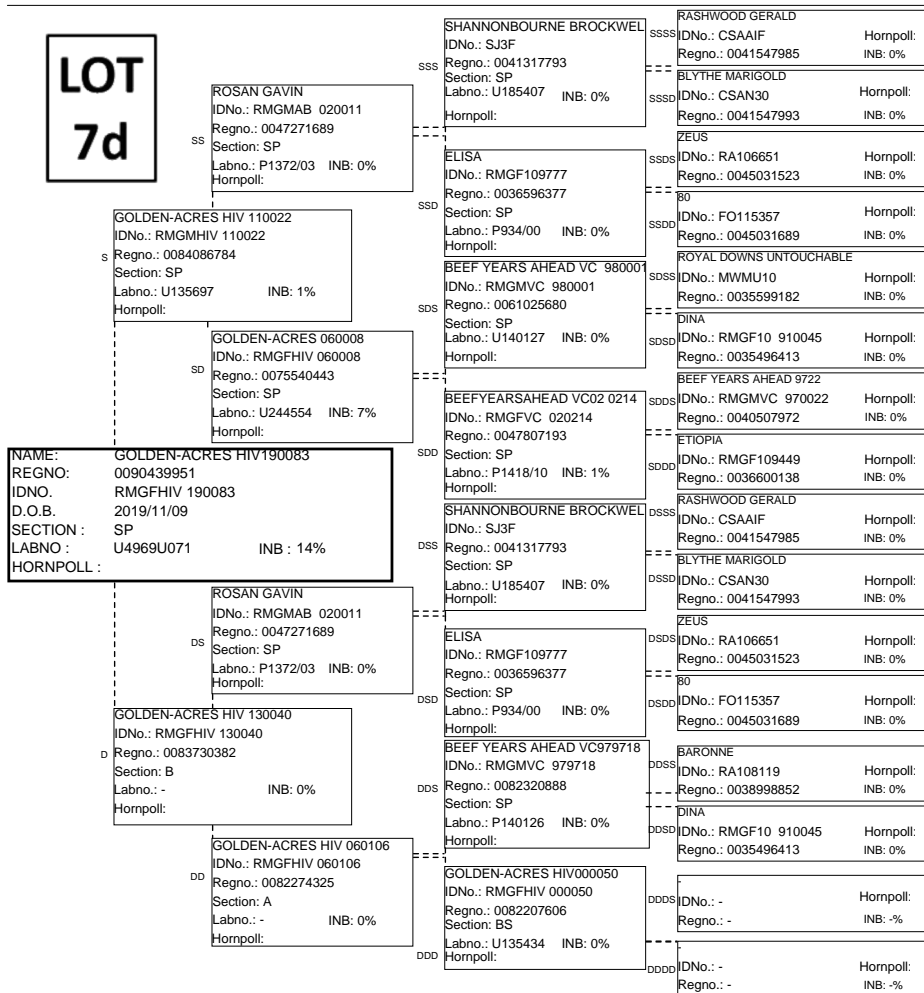 LOT
7d
NAME: GOLDEN-ACRES HIV190083
REGNO: 0090439951
IDNO. RMGFHIV 190083
D.O.B. 2019/11/09
SECTION : SP
LABNO : U4969U071 INB : 14%
HORNPOLL :
S
GOLDEN-ACRES HIV 110022
IDNo.: RMGMHIV 110022
Regno.: 0084086784
Section: SP
Labno.: U135697 INB: 1%
Hornpoll:
D
GOLDEN-ACRES HIV 130040
IDNo.: RMGFHIV 130040
Regno.: 0083730382
Section: B
Labno.: - INB: 0%
Hornpoll:
SS
ROSAN GAVIN
IDNo.: RMGMAB 020011
Regno.: 0047271689
Section: SP
Labno.: P1372/03 INB: 0%
Hornpoll:
SD
GOLDEN-ACRES 060008
IDNo.: RMGFHIV 060008
Regno.: 0075540443
Section: SP
Labno.: U244554 INB: 7%
Hornpoll:
DS
ROSAN GAVIN
IDNo.: RMGMAB 020011
Regno.: 0047271689
Section: SP
Labno.: P1372/03 INB: 0%
Hornpoll:
DD
GOLDEN-ACRES HIV 060106
IDNo.: RMGFHIV 060106
Regno.: 0082274325
Section: A
Labno.: - INB: 0%
Hornpoll:
SSS
SHANNONBOURNE BROCKWEL
IDNo.: SJ3F
Regno.: 0041317793
Section: SP
Labno.: U185407 INB: 0%
Hornpoll:
SSD
ELISA
IDNo.: RMGF109777
Regno.: 0036596377
Section: SP
Labno.: P934/00 INB: 0%
Hornpoll:
SDS
BEEF YEARS AHEAD VC 980001
IDNo.: RMGMVC 980001
Regno.: 0061025680
Section: SP
Labno.: U140127 INB: 0%
Hornpoll:
SDD
BEEFYEARSAHEAD VC02 0214
IDNo.: RMGFVC 020214
Regno.: 0047807193
Section: SP
Labno.: P1418/10 INB: 1%
Hornpoll:
DSS
SHANNONBOURNE BROCKWEL
IDNo.: SJ3F
Regno.: 0041317793
Section: SP
Labno.: U185407 INB: 0%
Hornpoll:
DSD
ELISA
IDNo.: RMGF109777
Regno.: 0036596377
Section: SP
Labno.: P934/00 INB: 0%
Hornpoll:
DDS
BEEF YEARS AHEAD VC979718
IDNo.: RMGMVC 979718
Regno.: 0082320888
Section: SP
Labno.: P140126 INB: 0%
Hornpoll:
DDD
GOLDEN-ACRES HIV000050
IDNo.: RMGFHIV 000050
Regno.: 0082207606
Section: BS
Labno.: U135434 INB: 0%
Hornpoll:
RASHWOOD GERALD
SSSS IDNo.: CSAAIF Hornpoll:
Regno.: 0041547985 INB: 0%
BLYTHE MARIGOLD
SSSD IDNo.: CSAN30 Hornpoll:
Regno.: 0041547993 INB: 0%
ZEUS
SSDS IDNo.: RA106651 Hornpoll:
Regno.: 0045031523 INB: 0%
80
SSDD IDNo.: FO115357 Hornpoll:
Regno.: 0045031689 INB: 0%
ROYAL DOWNS UNTOUCHABLE
SDSS IDNo.: MWMU10 Hornpoll:
Regno.: 0035599182 INB: 0%
DINA
SDSD IDNo.: RMGF10 910045 Hornpoll:
Regno.: 0035496413 INB: 0%
BEEF YEARS AHEAD 9722
SDDS IDNo.: RMGMVC 970022 Hornpoll:
Regno.: 0040507972 INB: 0%
ETIOPIA
SDDD IDNo.: RMGF109449 Hornpoll:
Regno.: 0036600138 INB: 0%
RASHWOOD GERALD
DSSS IDNo.: CSAAIF Hornpoll:
Regno.: 0041547985 INB: 0%
BLYTHE MARIGOLD
DSSD IDNo.: CSAN30 Hornpoll:
Regno.: 0041547993 INB: 0%
ZEUS
DSDS IDNo.: RA106651 Hornpoll:
Regno.: 0045031523 INB: 0%
80
DSDD IDNo.: FO115357 Hornpoll:
Regno.: 0045031689 INB: 0%
BARONNE
DDSS IDNo.: RA108119 Hornpoll:
Regno.: 0038998852 INB: 0%
DINA
DDSD IDNo.: RMGF10 910045 Hornpoll:
Regno.: 0035496413 INB: 0%
-
DDDS IDNo.: - Hornpoll:
Regno.: - INB: -%
-
DDDD IDNo.: - Hornpoll:
Regno.: - INB: -%